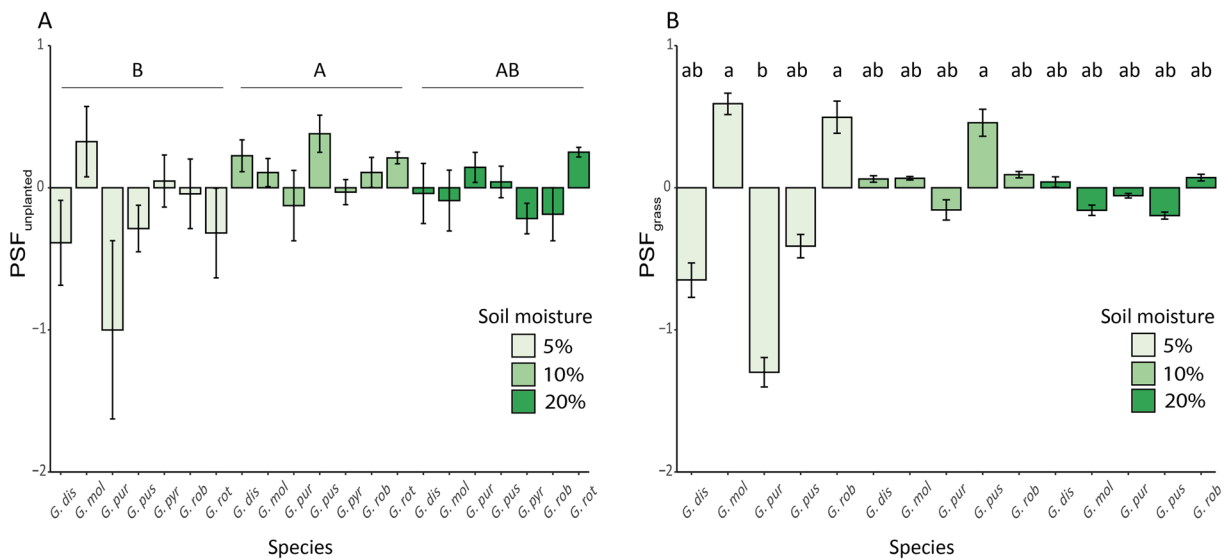 A
1
0
−1
−2
PSFunplanted
B
A
AB
Soil moisture
5%
10%
20%
G. dis
G. mol
G. pur
G. pus
G. pyr
G. rob
G. rot
G. dis
G. mol
G. pur
G. pus
G. pyr
G. rob
G. rot
G. dis
G. mol
G. pur
G. pus
G. pyr
G. rob
G. rot
Species
B
1
0
−1
−2
PSFgrass
ab a b ab a ab ab ab a ab ab ab ab ab ab
Soil moisture
5%
10%
20%
G. dis
G. mol
G. pur
G. pus
G. rob
G. dis
G. mol
G. pur
G. pus
G. rob
G. dis
G. mol
G. pur
G. pus
G. rob
Species